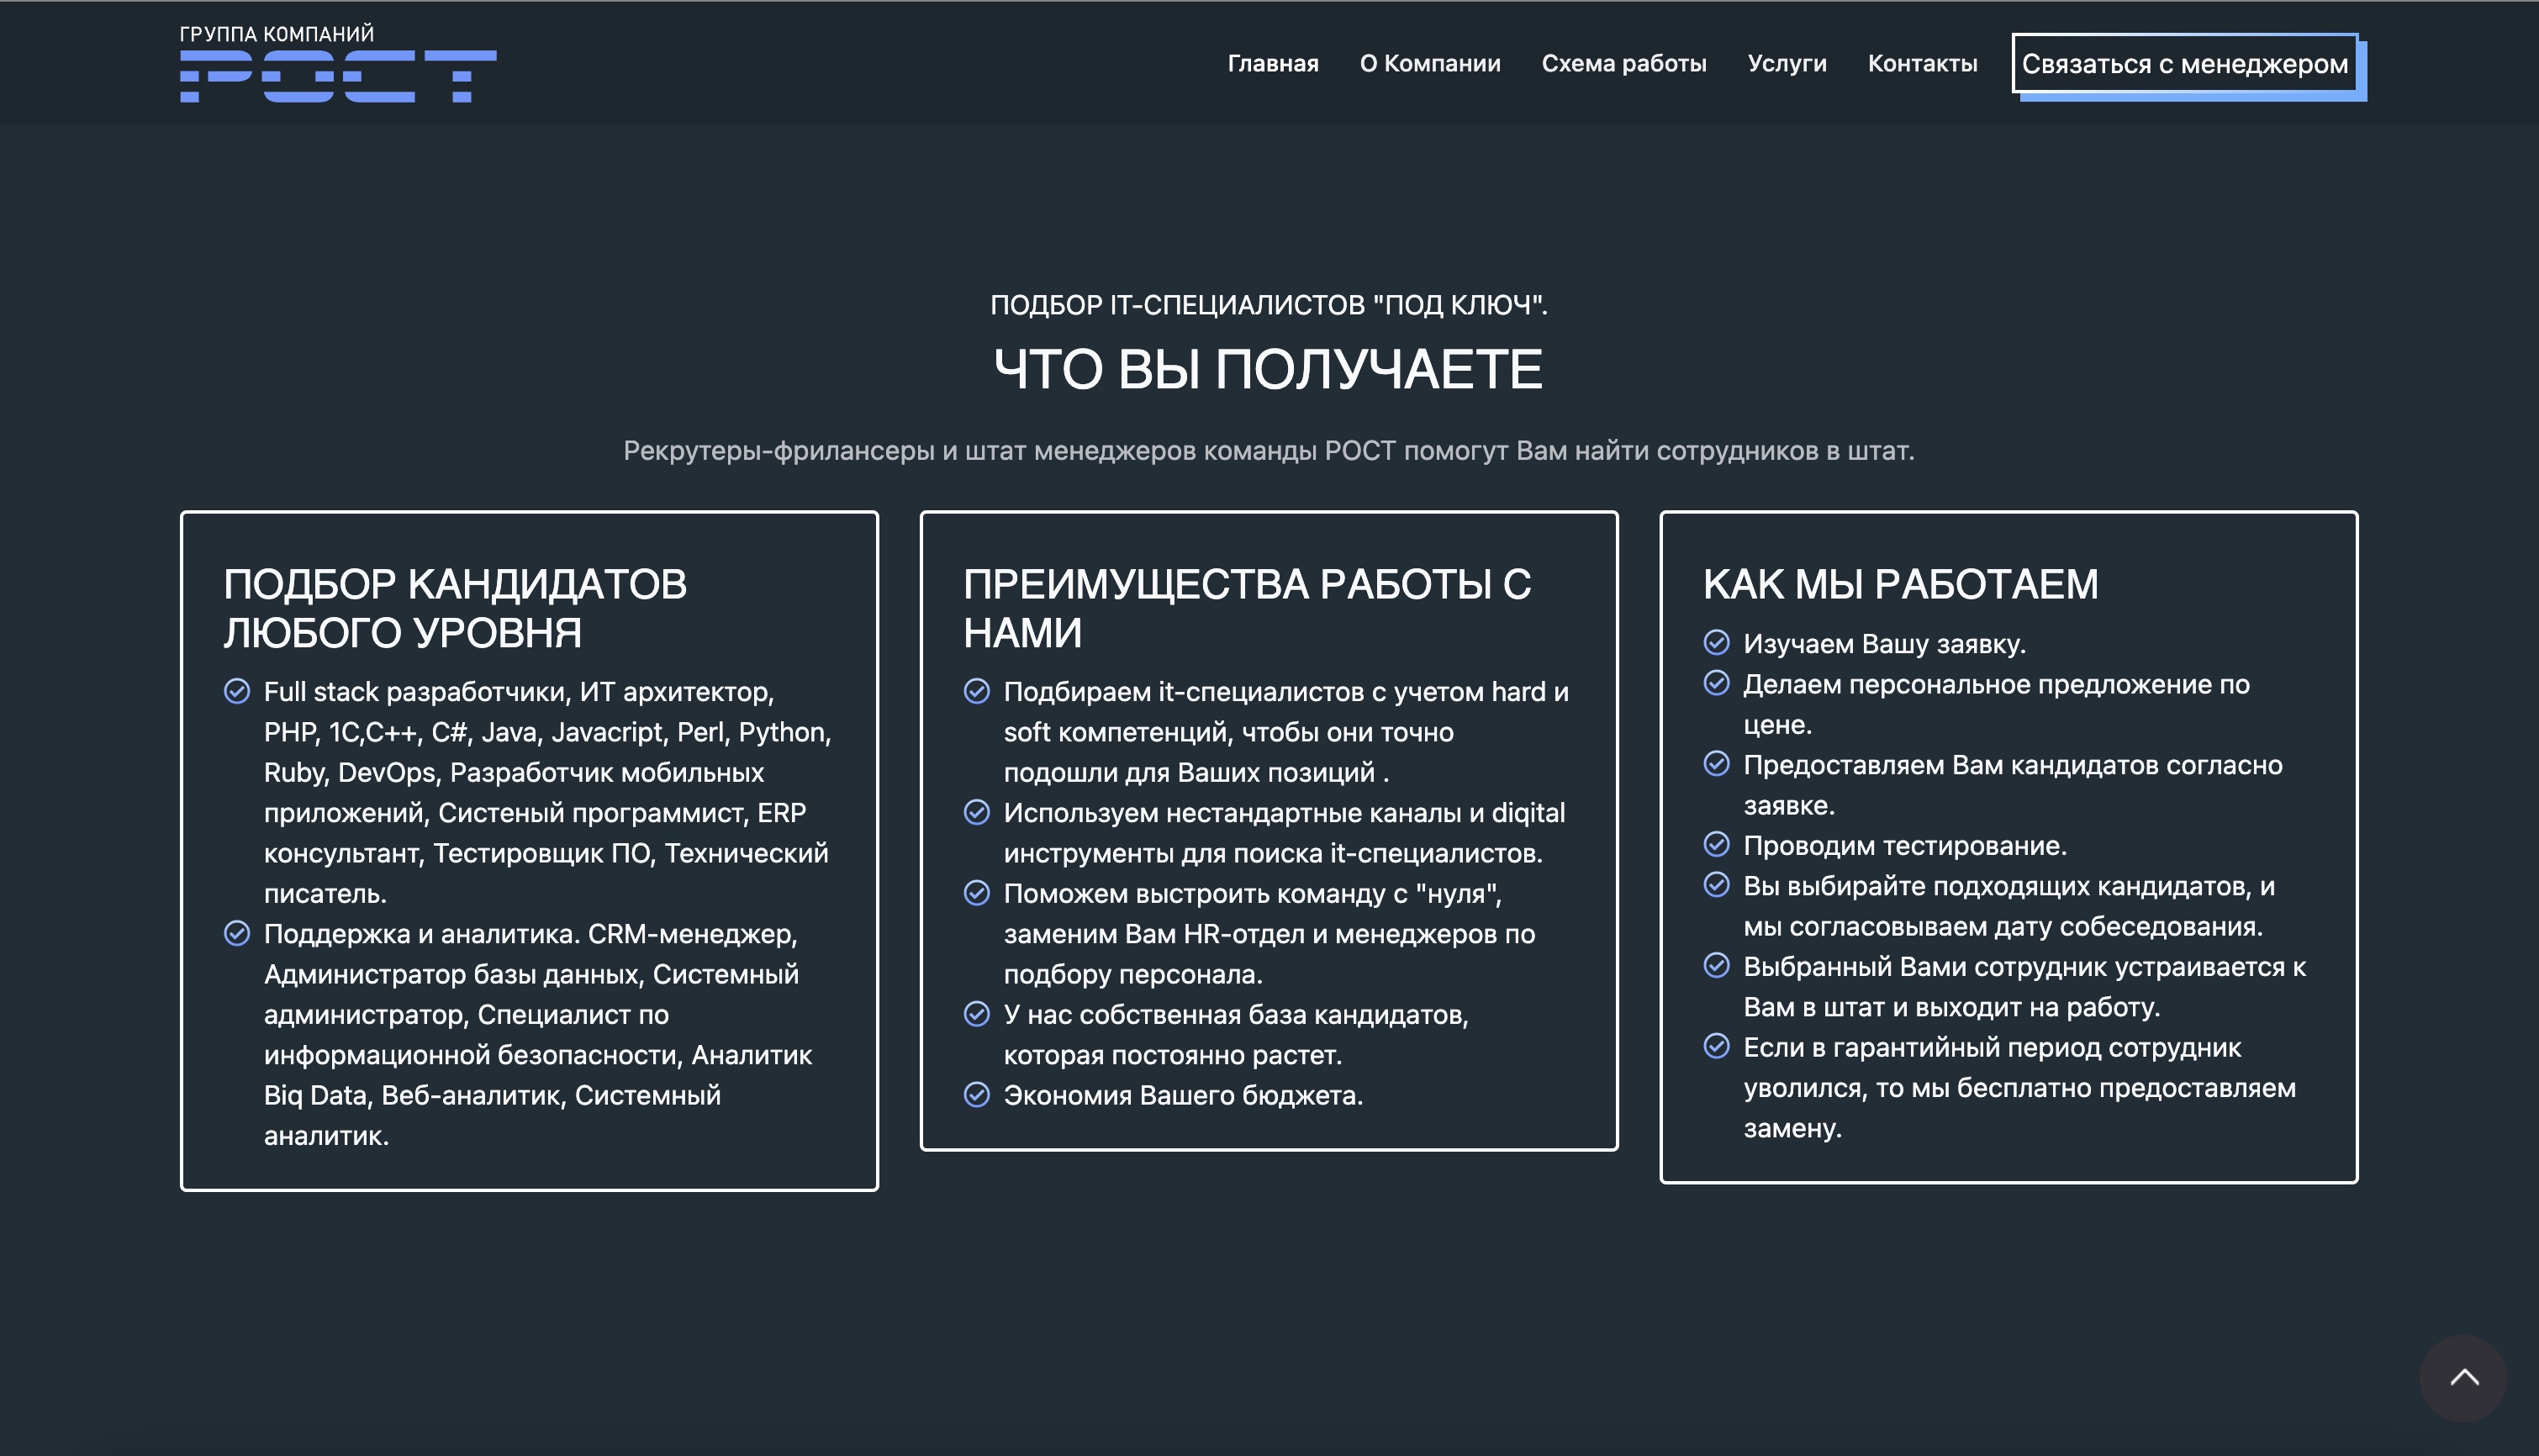 ГРУППА КОМПАНИЙ
РОСТ
Главная
О Компании
Схема работы
Услуги
Контакты
Связаться с менеджером
ПОДБОР IT-СПЕЦИАЛИСТОВ "ПОД КЛЮЧ".
ЧТО ВЫ ПОЛУЧАЕТЕ
Рекрутеры-фрилансеры и штат менеджеров команды РОСТ помогут Вам найти сотрудников в штат.
ПОДБОР КАНДИДАТОВ
ЛЮБОГО УРОВНЯ
Full stack разработчики, ИТ архитектор,
PHP, 1С,С++, C#, Java, Javacript, Perl, Python,
Ruby, DevOps, Разработчик мобильных
приложений, Систеный программист, ERP
консультант, Тестировщик ПО, Технический
писатель.
Поддержка и аналитика. CRM-менеджер,
Администратор базы данных, Системный
администратор, Специалист по
информационной безопасности, Аналитик
Biq Data, Веб-аналитик, Системный
аналитик.
ПРЕИМУЩЕСТВА РАБОТЫ С
НАМИ
Подбираем it-специалистов с учетом hard и
soft компетенций, чтобы они точно
подошли для Ваших позиций .
Используем нестандартные каналы и diqital
инструменты для поиска it-специалистов.
Поможем выстроить команду с "нуля",
заменим Вам HR-отдел и менеджеров по
подбору персонала.
У нас собственная база кандидатов,
которая постоянно растет.
Экономия Вашего бюджета.
КАК МЫ РАБОТАЕМ
Изучаем Вашу заявку.
Делаем персональное предложение по
цене.
Предоставляем Вам кандидатов согласно
заявке.
Проводим тестирование.
Вы выбирайте подходящих кандидатов, и
мы согласовываем дату собеседования.
Выбранный Вами сотрудник устраивается к
Вам в штат и выходит на работу.
Если в гарантийный период сотрудник
уволился, то мы бесплатно предоставляем
замену.